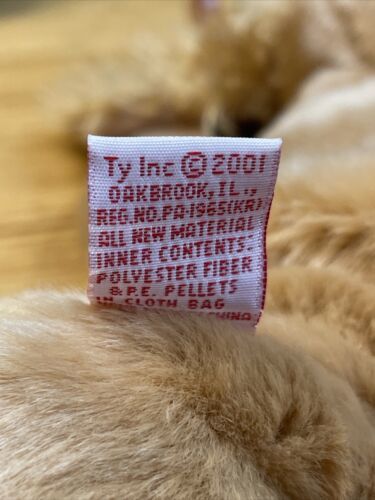 Ty Inc © 2001
OAKBROOK, IL.,
REG.NO.PA-1965(KR)
ALL NEW MATERIAL
INNER CONTENTS:
POLYESTER FIBER
& P.E. PELLETS
IN CLOTH BAG
CHINA